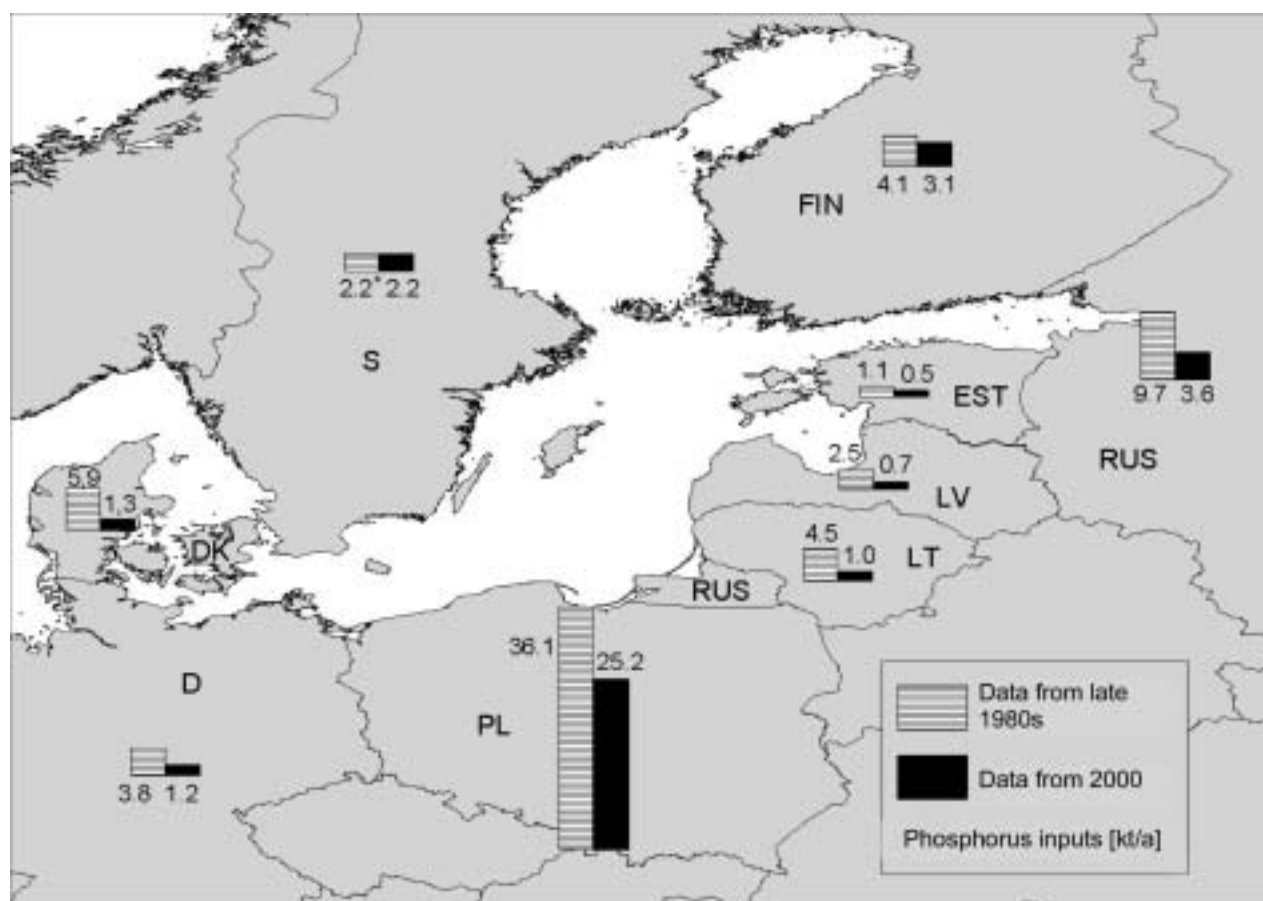 4.1 3.1
FIN
2.2* 2.2
S
9.7 3.6
RUS
1.1 0.5
EST
2.5 0.7
LV
5.9
1,3
DK
4.5 1.0
LT
RUS
36.1
25.2
D
PL
3.8 1.2
Data from late
1980s
Data from 2000
Phosphorus inputs [kt/a]